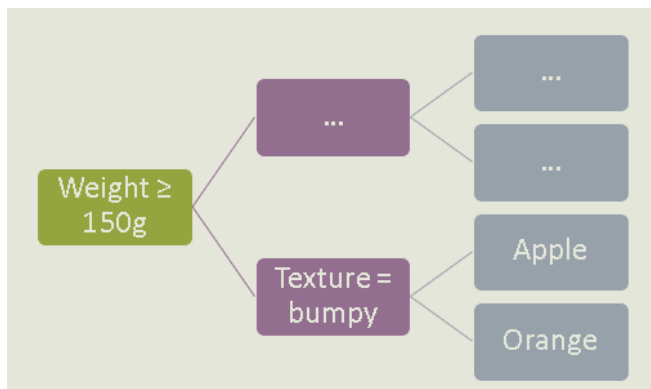 Weight ≥
150g
...
Texture =
bumpy
...
...
Apple
Orange